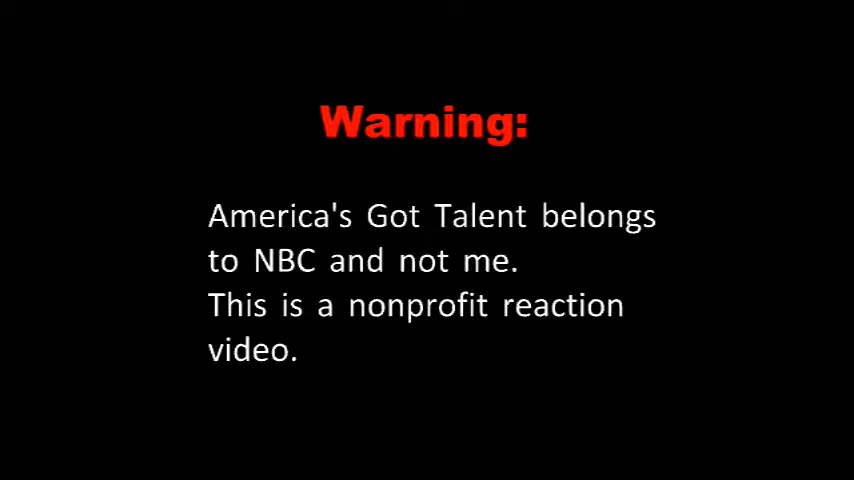 Warning:
America's Got Talent belongs
to NBC and not me.
This is a nonprofit reaction
video.